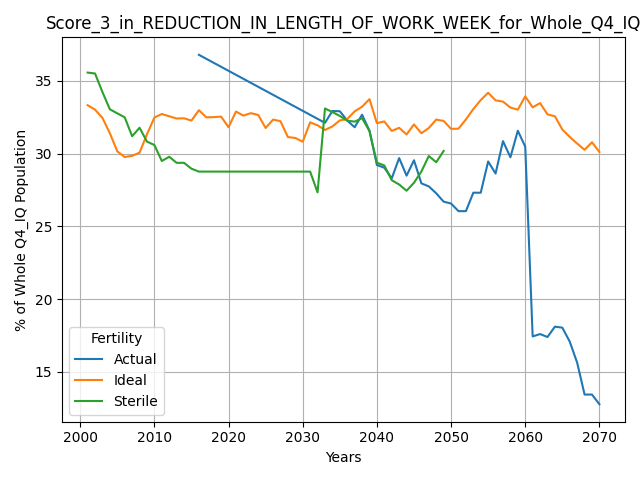 Score_3_in_REDUCTION_IN_LENGTH_OF_WORK_WEEK_for_Whole_Q4_IQ
% of Whole Q4_IQ Population
35
30
25
20
15
Fertility
Actual
Ideal
Sterile
2000 2010 2020 2030 2040 2050 2060 2070
Years